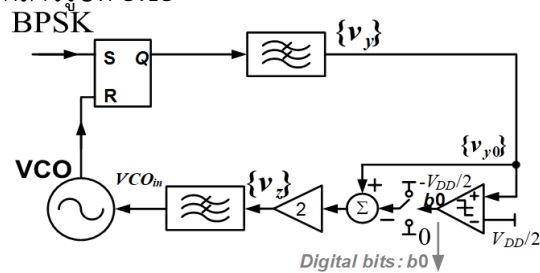 BPSK
S Q
R
{v_y}
{v_y0}
VCO
VCO_in
{v_z}
2
+
Σ
−
-V_DD/2
b0
0
+
−
V_DD/2
Digital bits: b0